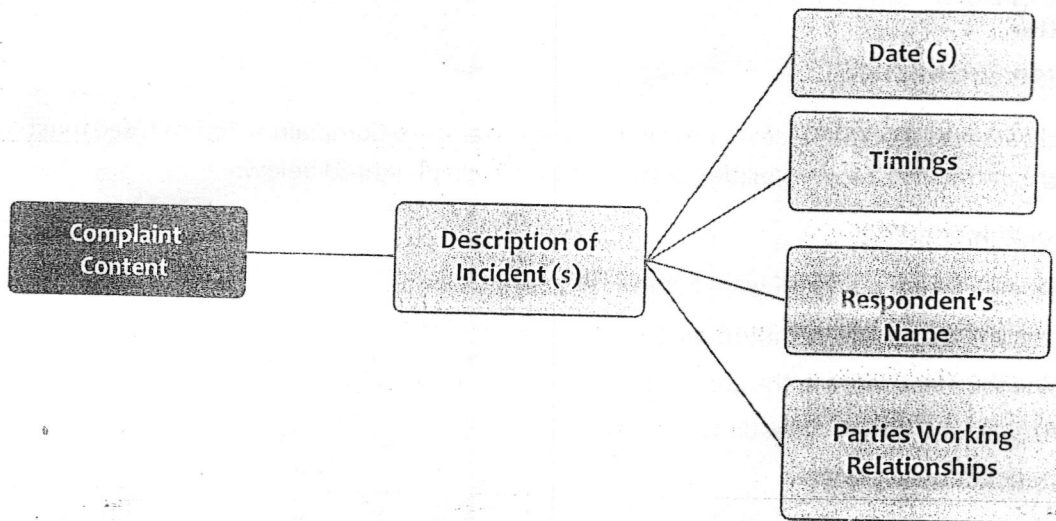 Date (s)
Timings
Complaint
Content
Description of
Incident (s)
Respondent's
Name
Parties Working
Relationships